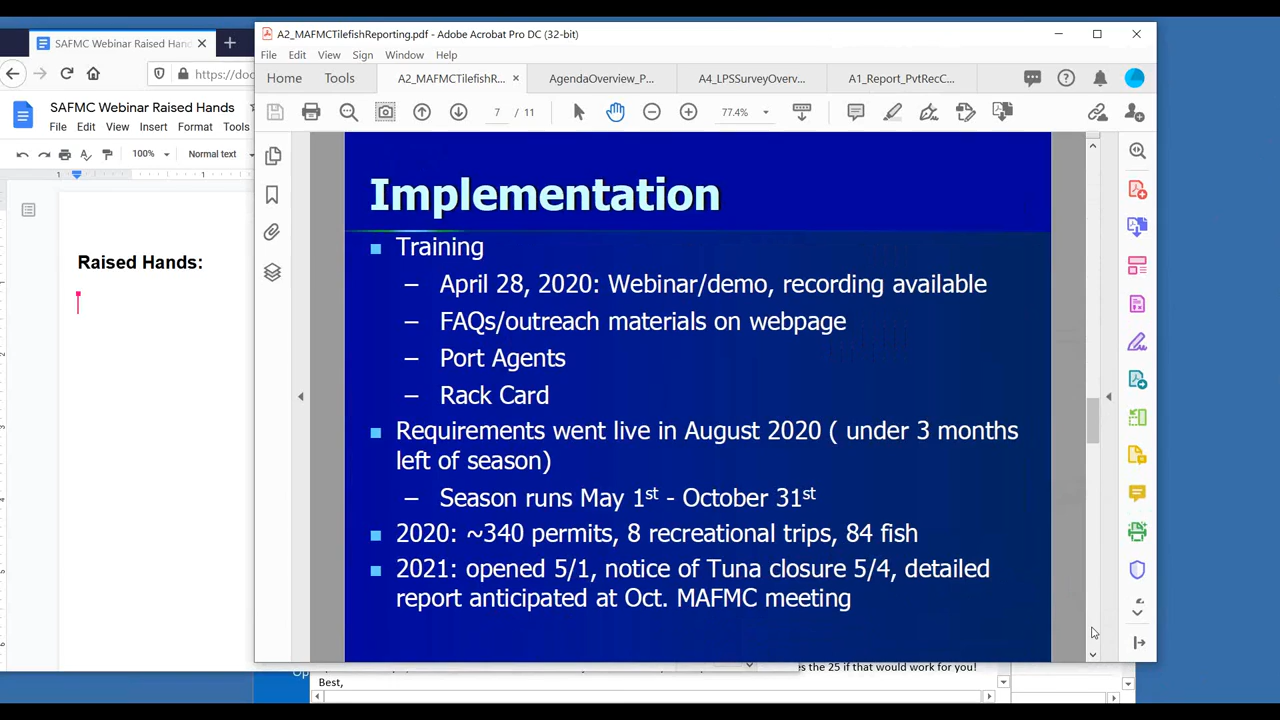 SAFMC Webinar Raised Han
https://doc
SAFMC Webinar Raised Hands
File Edit View Insert Format Tools
100% Normal text
1 1
Raised Hands:
A2_MAFMCTilefishReporting.pdf - Adobe Acrobat Pro DC (32-bit)
File Edit View Sign Window Help
Home Tools A2_MAFMCTilefishR... AgendaOverview_P... A4_LPSSurveyOverv... A1_Report_PvtRecC...
7 / 11 77.4%
Implementation
Training
– April 28, 2020: Webinar/demo, recording available
– FAQs/outreach materials on webpage
– Port Agents
– Rack Card
Requirements went live in August 2020 ( under 3 months
left of season)
– Season runs May 1st - October 31st
2020: ~340 permits, 8 recreational trips, 84 fish
2021: opened 5/1, notice of Tuna closure 5/4, detailed
report anticipated at Oct. MAFMC meeting
es the 25 if that would work for you!
Best,